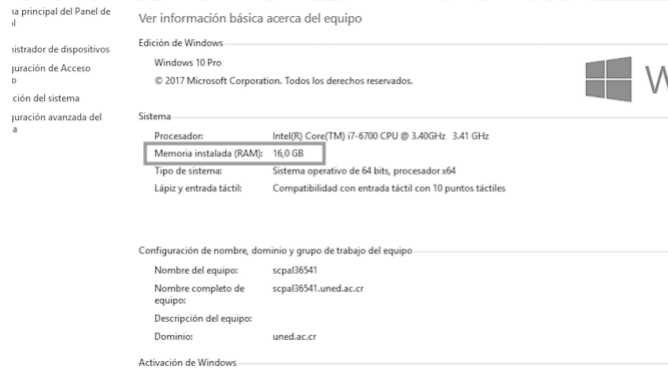 na principal del Panel de
Ver información básica acerca del equipo
Edición de Windows
nistrador de dispositivos
Windows 10 Pro
© 2017 Microsoft Corporation. Todos los derechos reservados.
juración de Acceso
o
ción del sistema
juración avanzada del
a
Sistema
Procesador: Intel(R) Core(TM) i7-6700 CPU @ 3.40GHz 3.41 GHz
Memoria instalada (RAM): 16,0 GB
Tipo de sistema: Sistema operativo de 64 bits, procesador x64
Lápiz y entrada táctil: Compatibilidad con entrada táctil con 10 puntos táctiles
Configuración de nombre, dominio y grupo de trabajo del equipo
Nombre del equipo: scpal36541
Nombre completo de equipo: scpal36541.uned.ac.cr
Descripción del equipo:
Dominio: uned.ac.cr
Activación de Windows